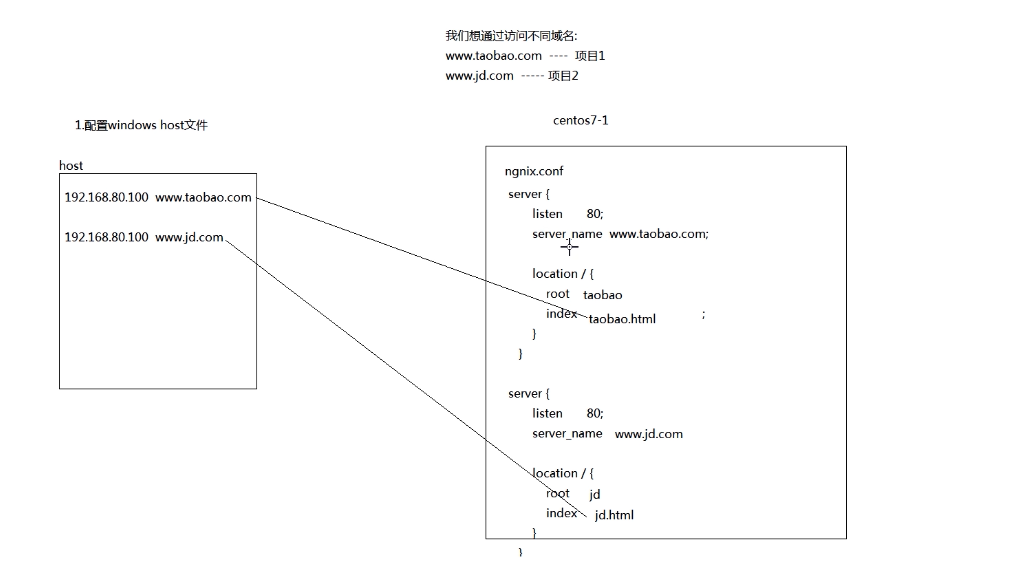 我们想通过访问不同域名:
www.taobao.com ---- 项目1
www.jd.com ----- 项目2
1.配置windows host文件
host
192.168.80.100 www.taobao.com
192.168.80.100 www.jd.com
centos7-1
ngnix.conf
server {
listen 80;
server_name www.taobao.com;
location / {
root taobao
index taobao.html ;
}
}
server {
listen 80;
server_name www.jd.com
location / {
root jd
index jd.html
}
}